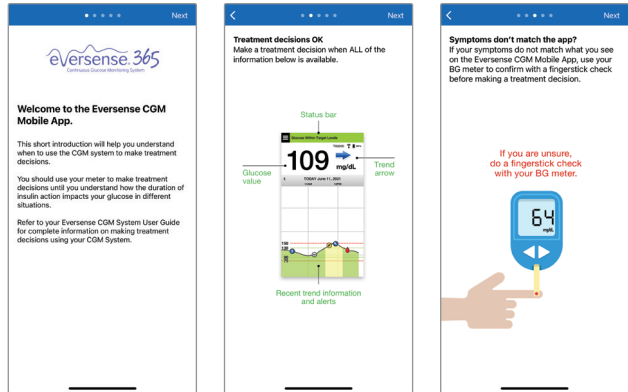 Next
eversense. 365
Continuous Glucose Monitoring System
Welcome to the Eversense CGM
Mobile App.
This short introduction will help you understand
when to use the CGM system to make treatment
decisions.
You should use your meter to make treatment
decisions until you understand how the duration of
insulin action impacts your glucose in different
situations.
Refer to your Eversense CGM System User Guide
for complete information on making treatment
decisions using your CGM System.
Next
Treatment decisions OK
Make a treatment decision when ALL of the
information below is available.
Status bar
Glucose Within Target Levels
109
mg/dL
Glucose
value
Trend
arrow
TODAY June 11, 2021
150
130
Recent trend information
and alerts
Next
Symptoms don't match the app?
If your symptoms do not match what you see
on the Eversense CGM Mobile App, use your
BG meter to confirm with a fingerstick check
before making a treatment decision.
If you are unsure,
do a fingerstick check
with your BG meter.
64
mg/dL